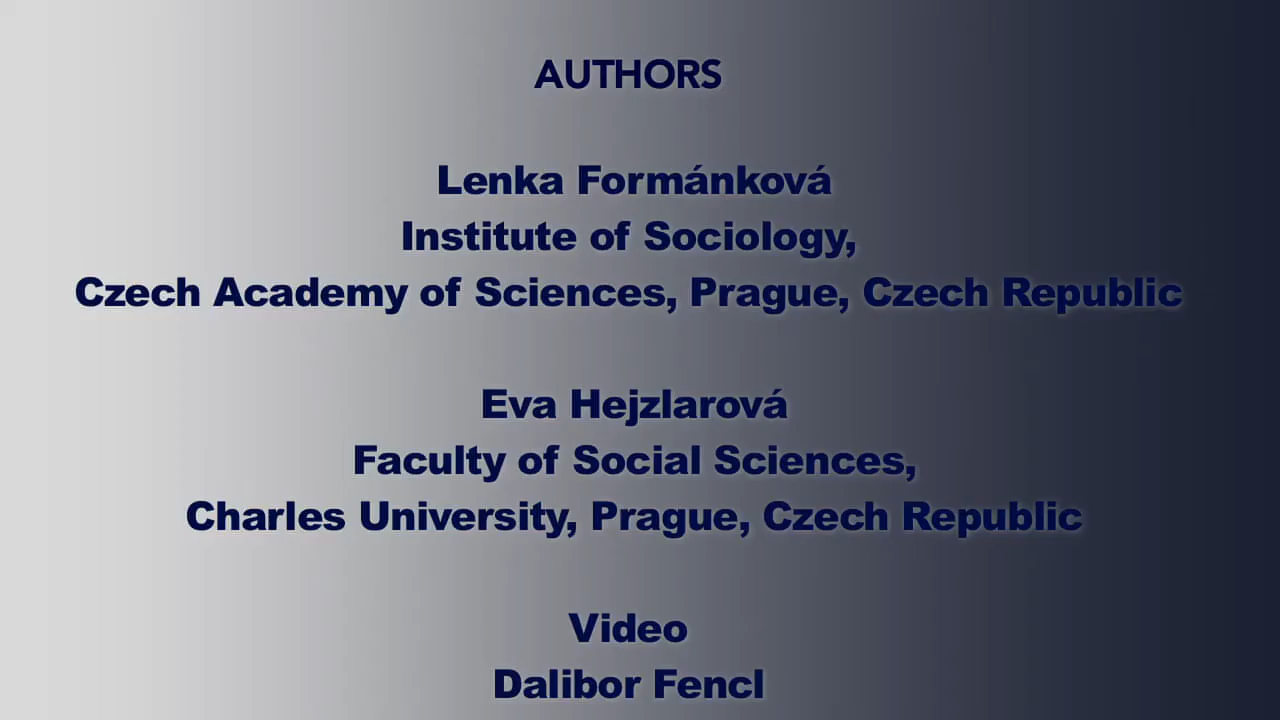 AUTHORS
Lenka Formánková
Institute of Sociology,
Czech Academy of Sciences, Prague, Czech Republic
Eva Hejzlarová
Faculty of Social Sciences,
Charles University, Prague, Czech Republic
Video
Dalibor Fencl